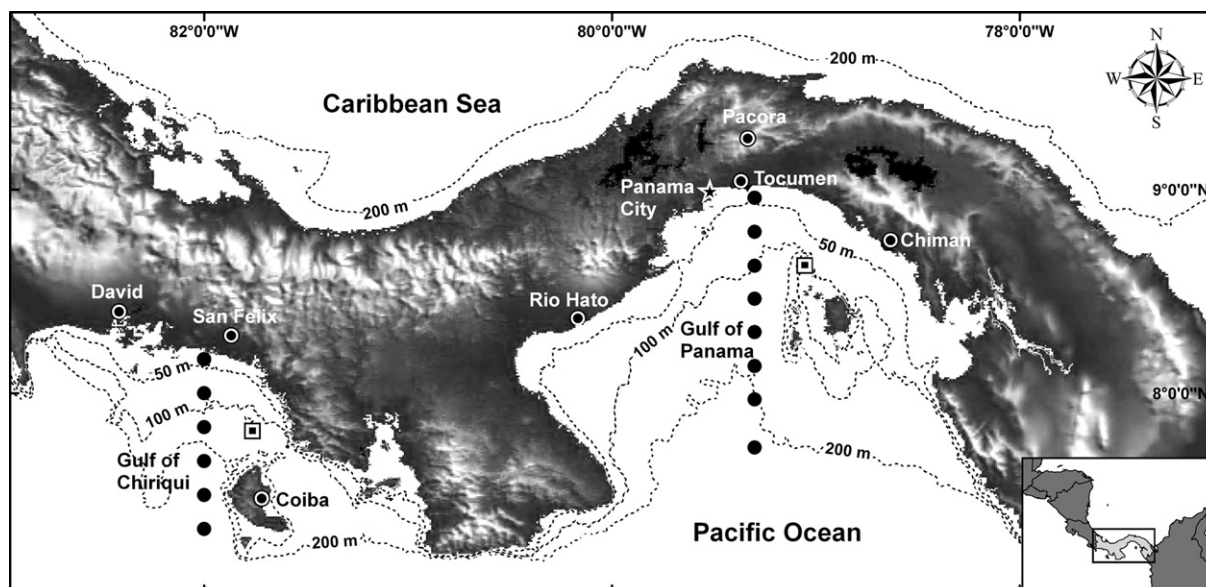 82°0'0"W
80°0'0"W
78°0'0"W
N
W
E
S
200 m
Caribbean Sea
Pacora
200 m
Panama
City
Tocumen
9°0'0"N
50 m
Chiman
David
San Felix
Rio Hato
100 m
Gulf of
Panama
50 m
8°0'0"N
100 m
200 m
Gulf of
Chiriqui
Coiba
200 m
Pacific Ocean